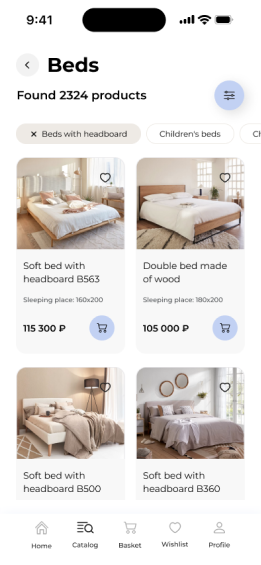 9:41
Beds
Found 2324 products
× Beds with headboard
Children's beds
Ch
Soft bed with
headboard B563
Sleeping place: 160x200
115 300 ₽
Double bed made
of wood
Sleeping place: 180x200
105 000 ₽
Soft bed with
headboard B500
Soft bed with
headboard B360
Home
Catalog
Basket
Wishlist
Profile